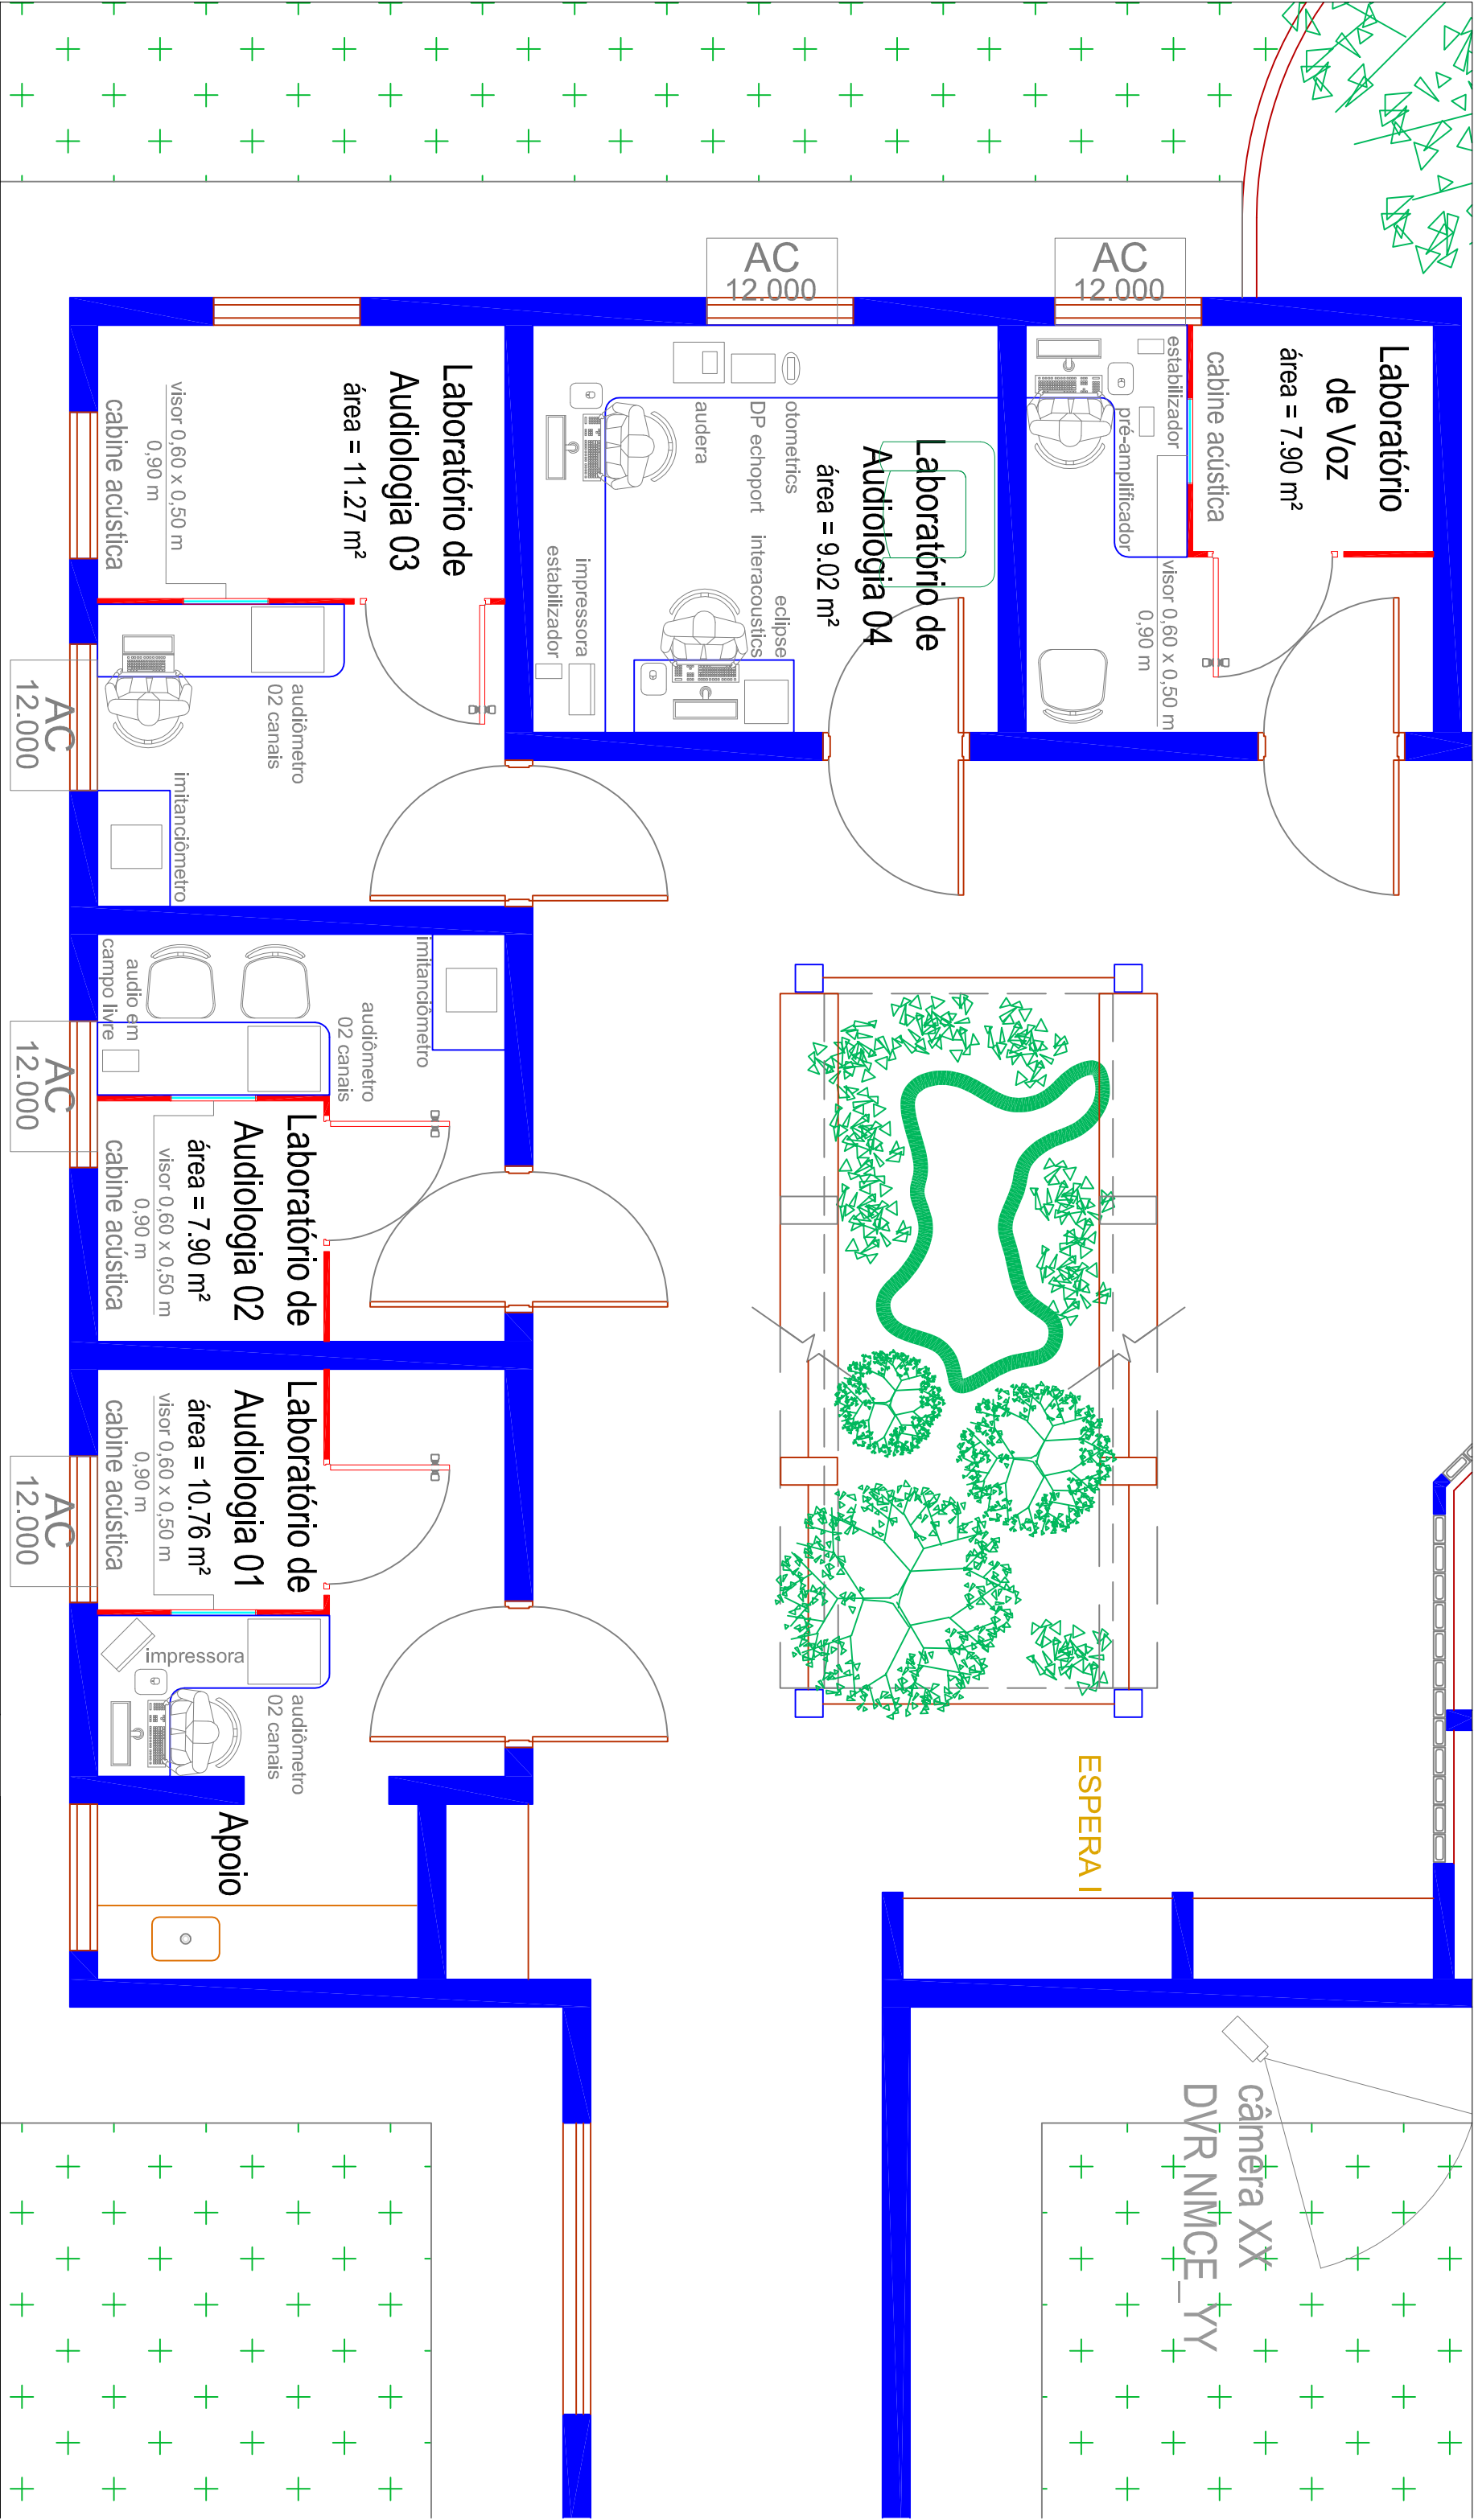 AC
12.000
AC
12.000
Laboratório
de Voz
área = 7.90 m²
cabine acústica
estabilizador
pré-amplificador
visor 0,60 x 0,50 m
0,90 m
Laboratório de
Audiologia 04
área = 9.02 m²
otometrics
DP echoport
audera
eclipse
interacoustics
impressora
estabilizador
Laboratório de
Audiologia 03
área = 11.27 m²
visor 0,60 x 0,50 m
0,90 m
cabine acústica
audiômetro
02 canais
imitanciômetro
AC
12.000
imitanciômetro
audiômetro
02 canais
audio em
campo livre
AC
12.000
Laboratório de
Audiologia 02
área = 7.90 m²
visor 0,60 x 0,50 m
0,90 m
cabine acústica
Laboratório de
Audiologia 01
área = 10.76 m²
visor 0,60 x 0,50 m
0,90 m
cabine acústica
AC
12.000
impressora
audiômetro
02 canais
Apoio
ESPERA I
câmera XX
DVR NMCE_YY